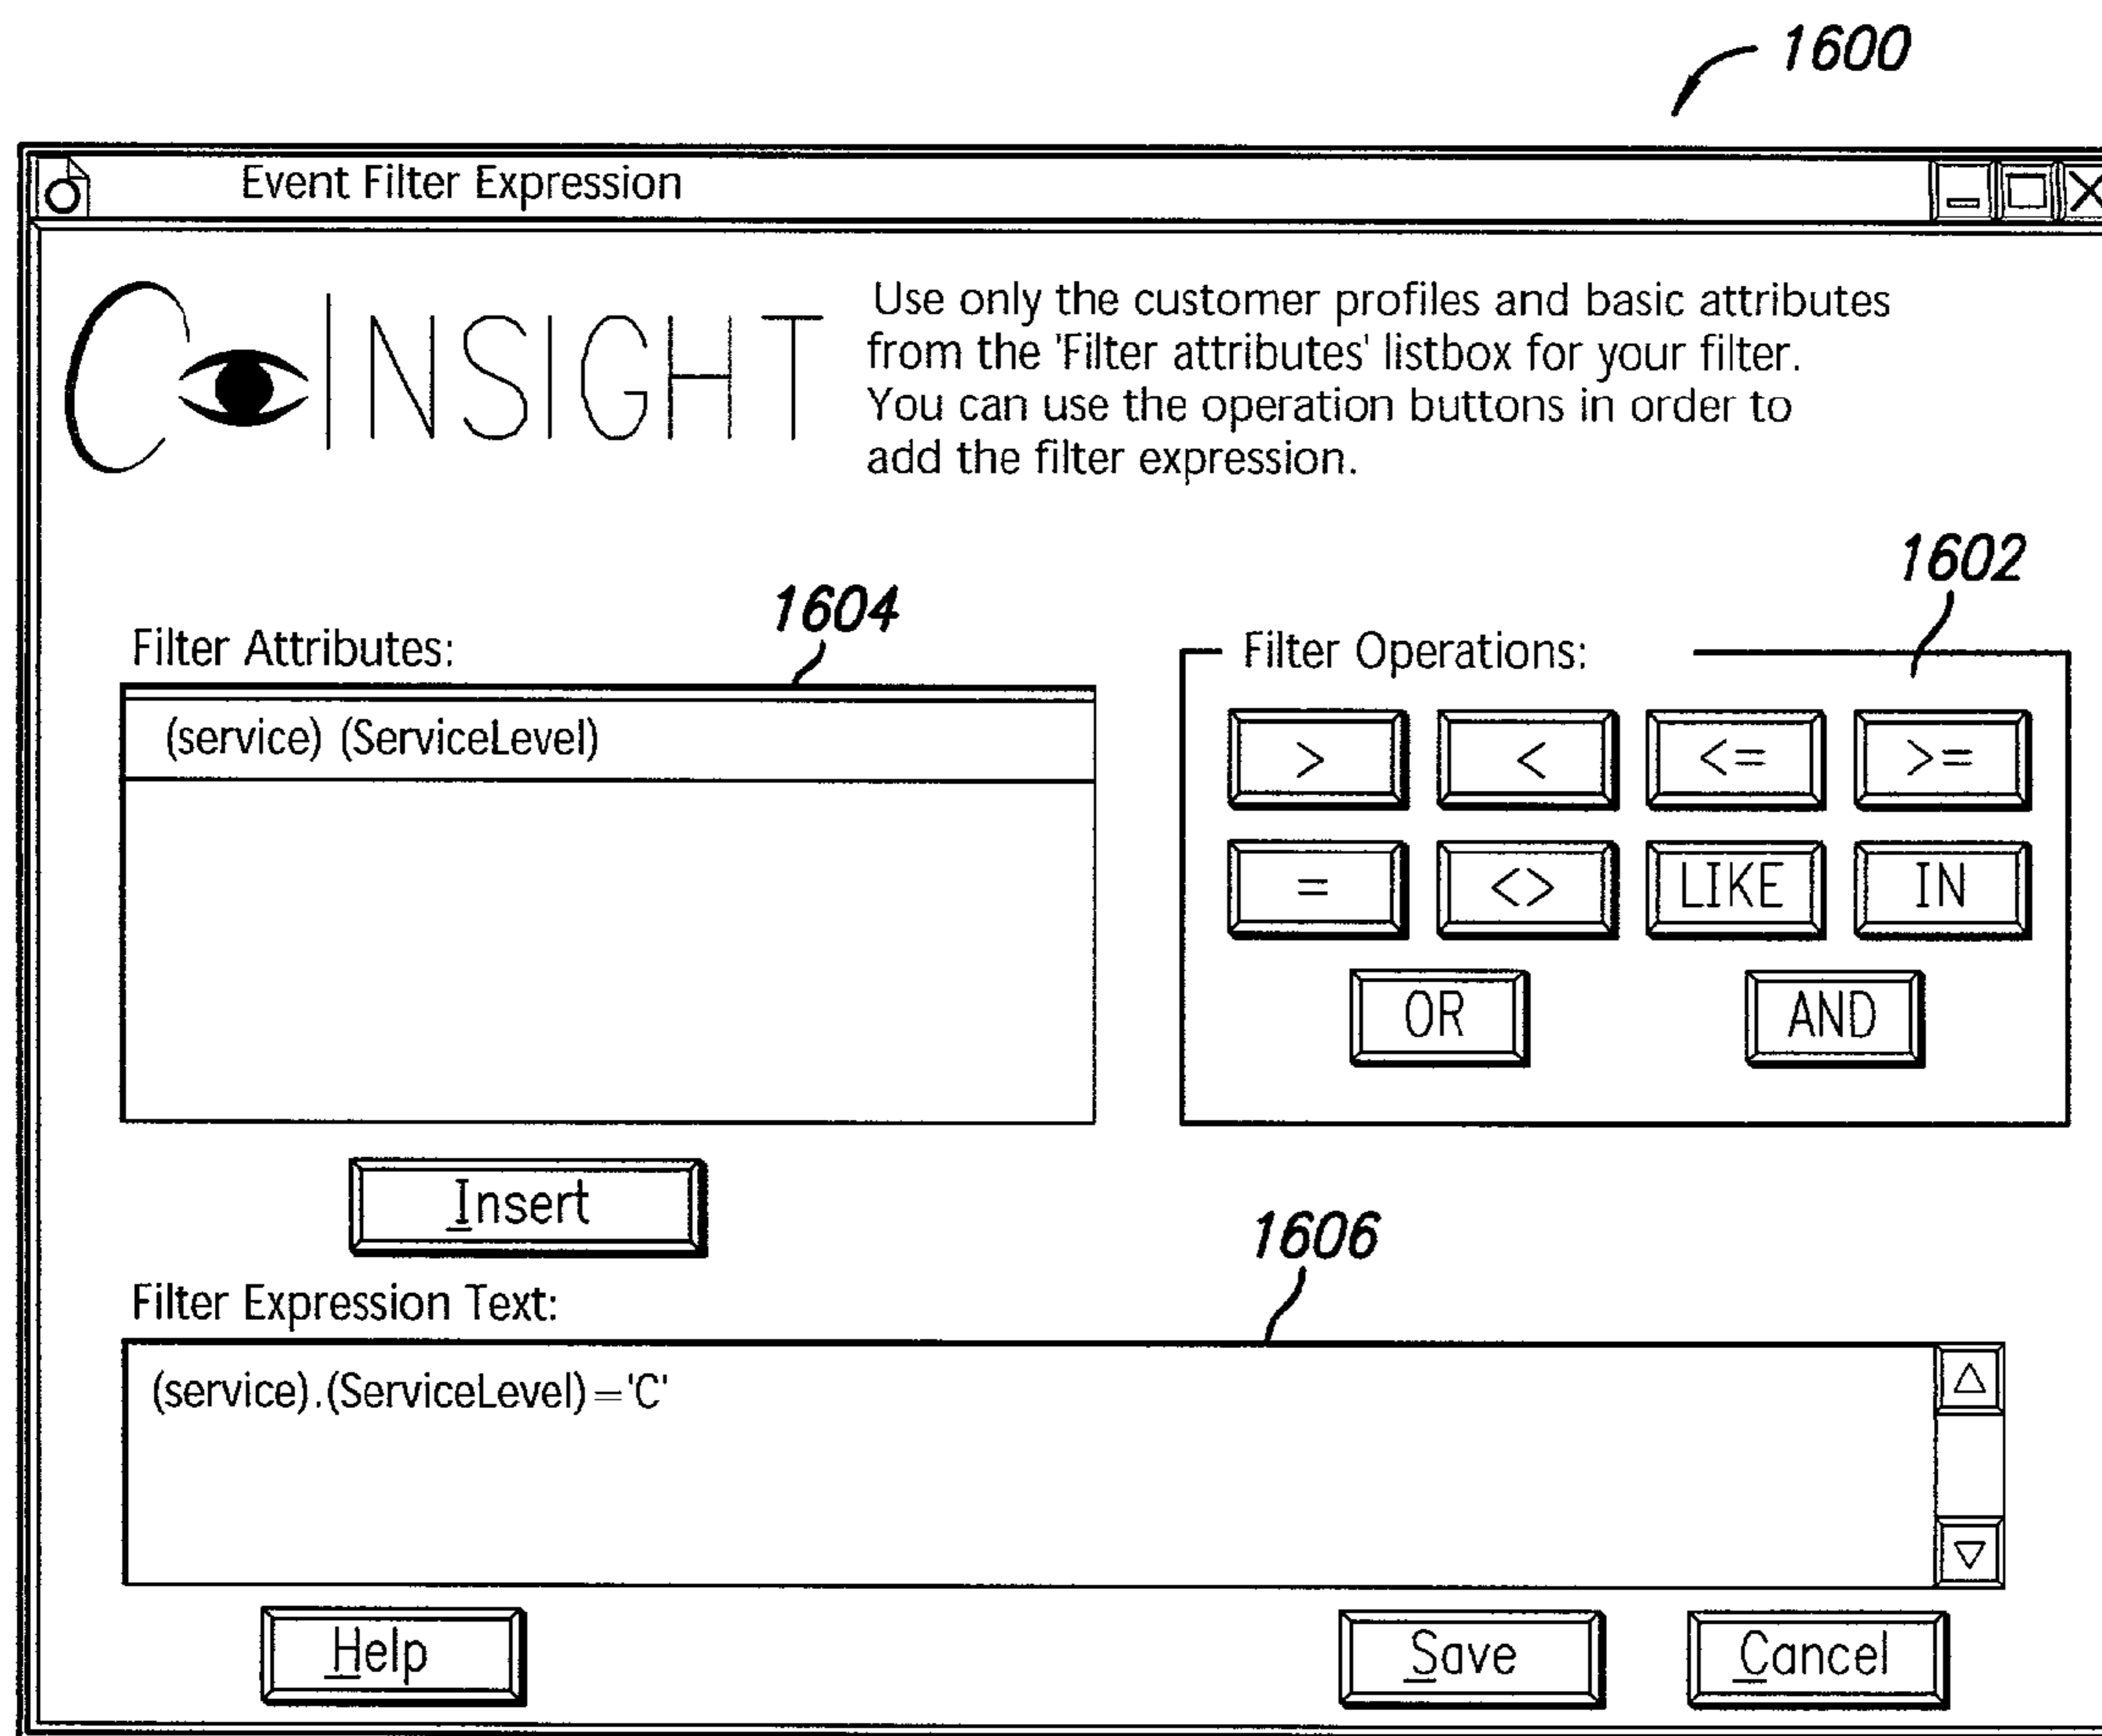 1600
Event Filter Expression
C INSIGHT
Use only the customer profiles and basic attributes
from the 'Filter attributes' listbox for your filter.
You can use the operation buttons in order to
add the filter expression.
1604
1602
Filter Attributes:
(service) (ServiceLevel)
Filter Operations:
> < <= >=
= <> LIKE IN
OR AND
Insert
1606
Filter Expression Text:
(service).(ServiceLevel)='C'
Help Save Cancel